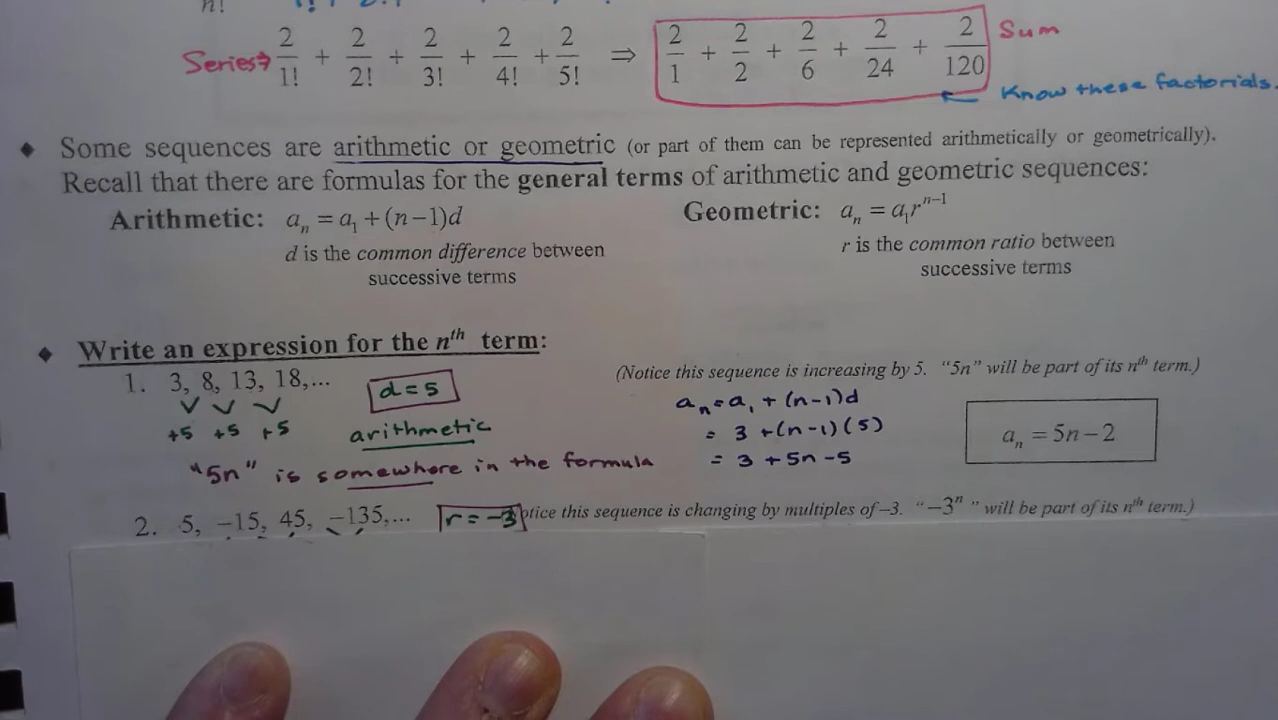 n!
Series→ 2/1! + 2/2! + 2/3! + 2/4! + 2/5! ⇒ 2/1 + 2/2 + 2/6 + 2/24 + 2/120 Sum
← Know these factorials.
◆ Some sequences are arithmetic or geometric (or part of them can be represented arithmetically or geometrically).
Recall that there are formulas for the general terms of arithmetic and geometric sequences:
Arithmetic: aₙ = a₁ + (n−1)d Geometric: aₙ = a₁rⁿ⁻¹
d is the common difference between r is the common ratio between
successive terms successive terms
◆ Write an expression for the nᵗʰ term:
1. 3, 8, 13, 18,... d = 5 (Notice this sequence is increasing by 5. "5n" will be part of its nᵗʰ term.)
aₙ = a₁ + (n−1)d
+5 +5 +5 arithmetic = 3 + (n−1)(5) aₙ = 5n − 2
"5n" is somewhere in the formula = 3 + 5n − 5
2. 5, −15, 45, −135,... r = −3 otice this sequence is changing by multiples of −3. "−3ⁿ" will be part of its nᵗʰ term.)